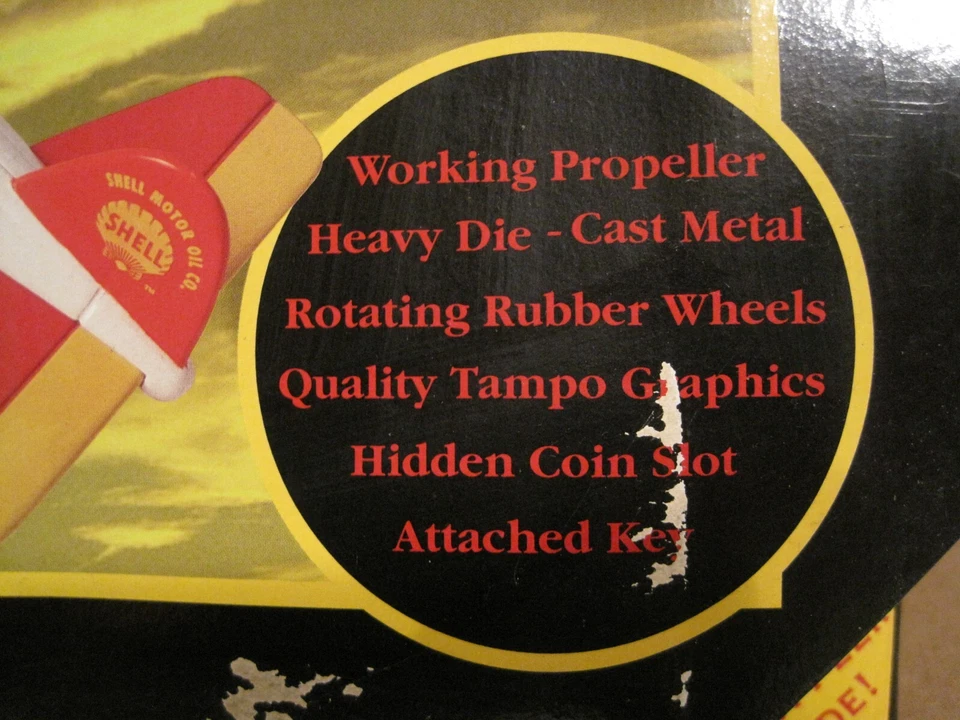 SHELL MOTOR OIL CO.
SHELL
TM
Working Propeller
Heavy Die - Cast Metal
Rotating Rubber Wheels
Quality Tampo Graphics
Hidden Coin Slot
Attached Key